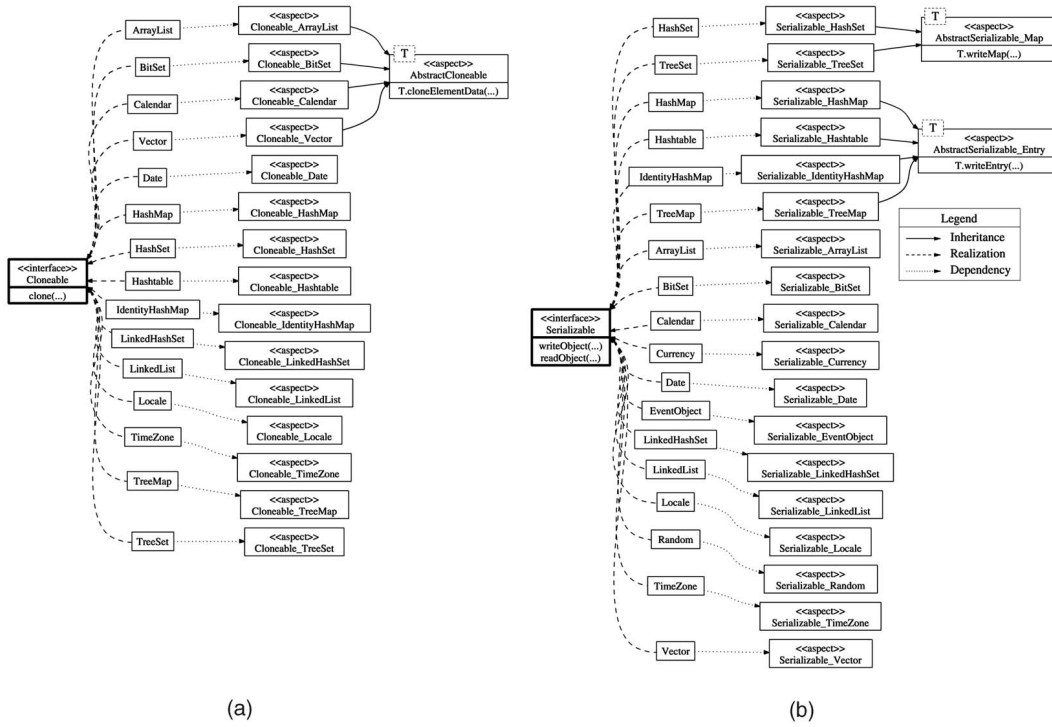 ArrayList
<<aspect>>
Cloneable_ArrayList
T
<<aspect>>
AbstractCloneable
T.cloneElementData(...)
BitSet
<<aspect>>
Cloneable_BitSet
Calendar
<<aspect>>
Cloneable_Calendar
Vector
<<aspect>>
Cloneable_Vector
Date
<<aspect>>
Cloneable_Date
HashMap
<<aspect>>
Cloneable_HashMap
HashSet
<<aspect>>
Cloneable_HashSet
<<interface>>
Cloneable
clone(...)
Hashtable
<<aspect>>
Cloneable_Hashtable
IdentityHashMap
<<aspect>>
Cloneable_IdentityHashMap
LinkedHashSet
<<aspect>>
Cloneable_LinkedHashSet
LinkedList
<<aspect>>
Cloneable_LinkedList
Locale
<<aspect>>
Cloneable_Locale
TimeZone
<<aspect>>
Cloneable_TimeZone
TreeMap
<<aspect>>
Cloneable_TreeMap
TreeSet
<<aspect>>
Cloneable_TreeSet
(a)
HashSet
<<aspect>>
Serializable_HashSet
T
<<aspect>>
AbstractSerializable_Map
T.writeMap(...)
TreeSet
<<aspect>>
Serializable_TreeSet
HashMap
<<aspect>>
Serializable_HashMap
Hashtable
<<aspect>>
Serializable_Hashtable
T
<<aspect>>
AbstractSerializable_Entry
T.writeEntry(...)
IdentityHashMap
<<aspect>>
Serializable_IdentityHashMap
TreeMap
<<aspect>>
Serializable_TreeMap
Legend
Inheritance
Realization
Dependency
ArrayList
<<aspect>>
Serializable_ArrayList
BitSet
<<aspect>>
Serializable_BitSet
<<interface>>
Serializable
writeObject(...)
readObject(...)
Calendar
<<aspect>>
Serializable_Calendar
Currency
<<aspect>>
Serializable_Currency
Date
<<aspect>>
Serializable_Date
EventObject
<<aspect>>
Serializable_EventObject
LinkedHashSet
<<aspect>>
Serializable_LinkedHashSet
LinkedList
<<aspect>>
Serializable_LinkedList
Locale
<<aspect>>
Serializable_Locale
Random
<<aspect>>
Serializable_Random
TimeZone
<<aspect>>
Serializable_TimeZone
Vector
<<aspect>>
Serializable_Vector
(b)